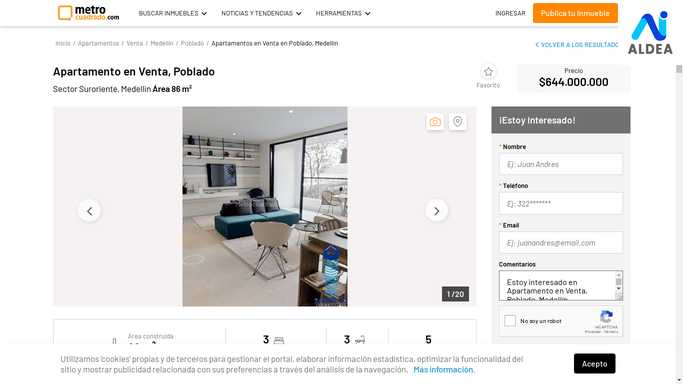 metro
cuadrado.com
BUSCAR INMUEBLES
NOTICIAS Y TENDENCIAS
HERRAMIENTAS
INGRESAR
Publica tu Inmueble
ALDEA
Inicio / Apartamentos / Venta / Medellín / Poblado / Apartamentos en Venta en Poblado, Medellín
VOLVER A LOS RESULTADO
Apartamento en Venta, Poblado
Sector Suroriente, Medellín Área 86 m²
Favorito
Precio
$644.000.000
1 / 20
¡Estoy Interesado!
* Nombre
Ej: Juan Andres
* Teléfono
Ej: 322*******
* Email
Ej: juanandres@email.com
Comentarios
Estoy interesado en
Apartamento en Venta,
Poblado, Medellín
No soy un robot
reCAPTCHA
Privacidad - Términos
Área construida
3
3
5
Utilizamos 'cookies' propias y de terceros para gestionar el portal, elaborar información estadística, optimizar la funcionalidad del
sitio y mostrar publicidad relacionada con sus preferencias a través del análisis de la navegación. Más información.
Acepto